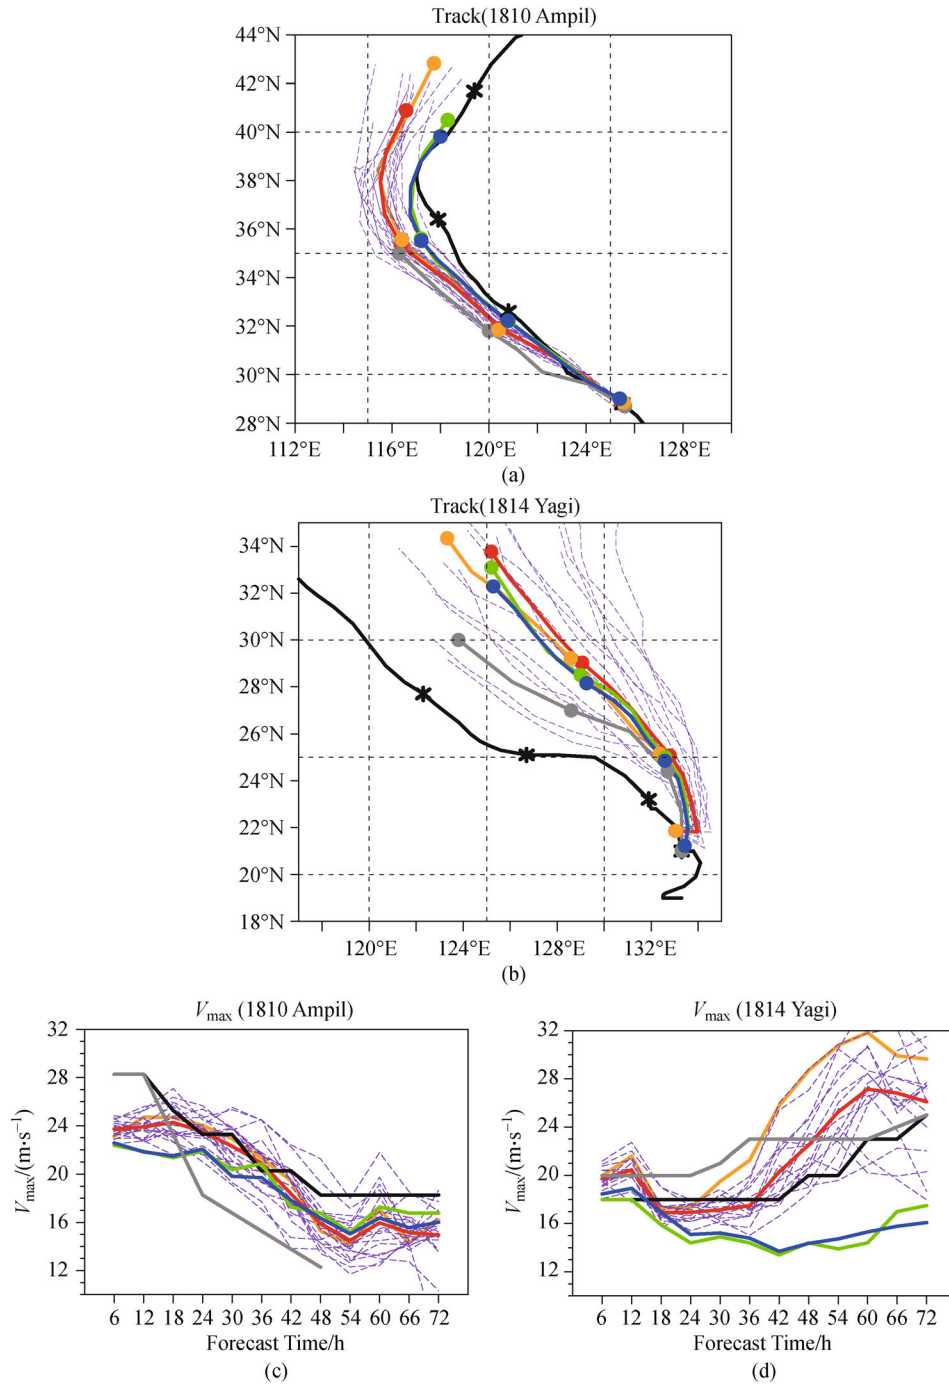 Track(1810 Ampil)
44°N
42°N
40°N
38°N
36°N
34°N
32°N
30°N
28°N
112°E 116°E 120°E 124°E 128°E
(a)
Track(1814 Yagi)
34°N
32°N
30°N
28°N
26°N
24°N
22°N
20°N
18°N
120°E 124°E 128°E 132°E
(b)
Vmax (1810 Ampil)
Vmax/(m·s⁻¹)
32
28
24
20
16
12
6 12 18 24 30 36 42 48 54 60 66 72
Forecast Time/h
(c)
Vmax (1814 Yagi)
Vmax/(m·s⁻¹)
32
28
24
20
16
12
6 12 18 24 30 36 42 48 54 60 66 72
Forecast Time/h
(d)